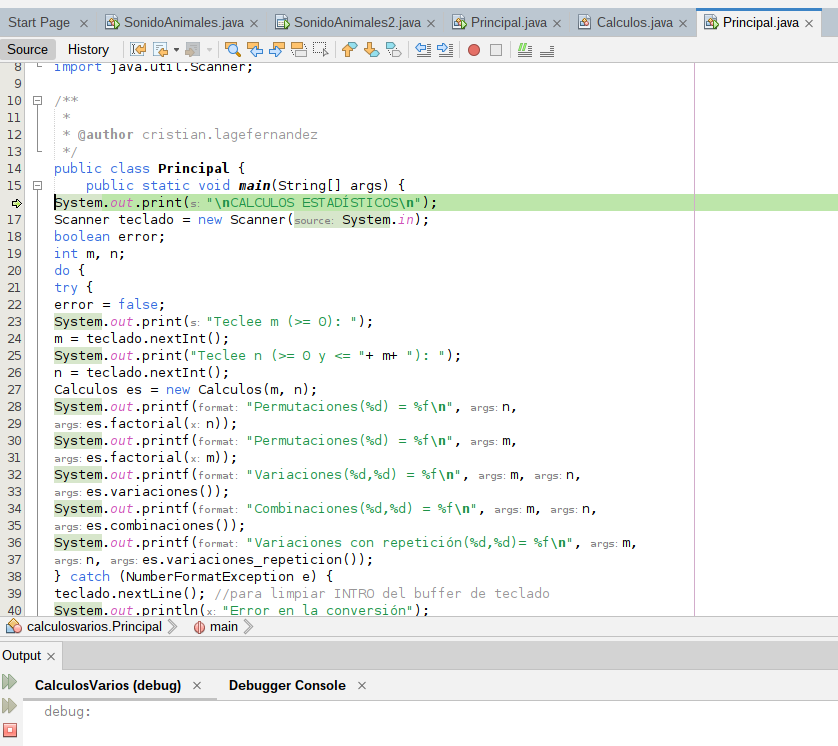 Start Page × SonidoAnimales.java × SonidoAnimales2.java × Principal.java × Calculos.java × Principal.java ×
Source History
8 import java.util.Scanner;
9
10 /**
11 *
12 * @author cristian.lagefernandez
13 */
14 public class Principal {
15 public static void main(String[] args) {
System.out.print(s: "\nCALCULOS ESTADÍSTICOS\n");
17 Scanner teclado = new Scanner(source: System.in);
18 boolean error;
19 int m, n;
20 do {
21 try {
22 error = false;
23 System.out.print(s: "Teclee m (>= 0): ");
24 m = teclado.nextInt();
25 System.out.print("Teclee n (>= 0 y <= "+ m+ "): ");
26 n = teclado.nextInt();
27 Calculos es = new Calculos(m, n);
28 System.out.printf(format: "Permutaciones(%d) = %f\n", args: n,
29 args: es.factorial(x: n));
30 System.out.printf(format: "Permutaciones(%d) = %f\n", args: m,
31 args: es.factorial(x: m));
32 System.out.printf(format: "Variaciones(%d,%d) = %f\n", args: m, args: n,
33 args: es.variaciones());
34 System.out.printf(format: "Combinaciones(%d,%d) = %f\n", args: m, args: n,
35 args: es.combinaciones());
36 System.out.printf(format: "Variaciones con repetición(%d,%d)= %f\n", args: m,
37 args: n, args: es.variaciones_repeticion());
38 } catch (NumberFormatException e) {
39 teclado.nextLine(); //para limpiar INTRO del buffer de teclado
40 System.out.println(x: "Error en la conversión");
calculosvarios.Principal main
Output ×
CalculosVarios (debug) × Debugger Console ×
debug: